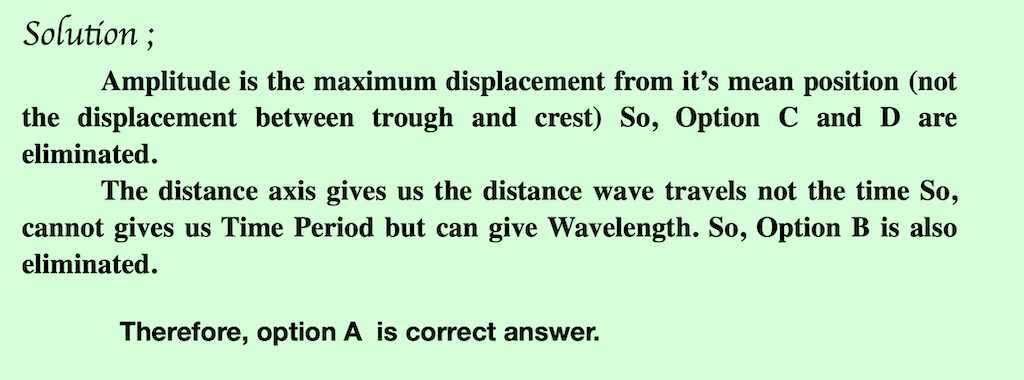 Solution ;
Amplitude is the maximum displacement from it’s mean position (not
the displacement between trough and crest) So, Option C and D are
eliminated.
The distance axis gives us the distance wave travels not the time So,
cannot gives us Time Period but can give Wavelength. So, Option B is also
eliminated.
Therefore, option A is correct answer.